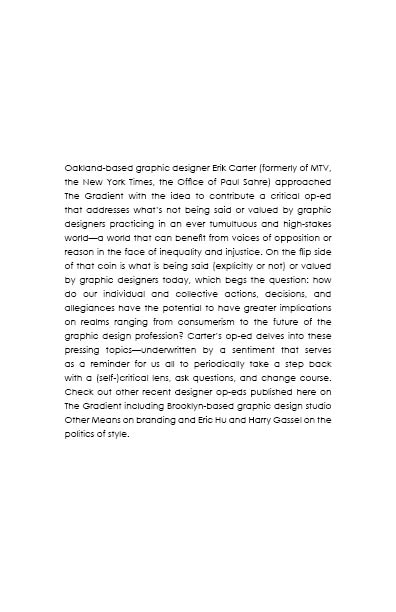 Oakland-based graphic designer Erik Carter (formerly of MTV,
the New York Times, the Office of Paul Sahre) approached
The Gradient with the idea to contribute a critical op-ed
that addresses what's not being said or valued by graphic
designers practicing in an ever tumultuous and high-stakes
world—a world that can benefit from voices of opposition or
reason in the face of inequality and injustice. On the flip side
of that coin is what is being said (explicitly or not) or valued
by graphic designers today, which begs the question: how
do our individual and collective actions, decisions, and
allegiances have the potential to have greater implications
on realms ranging from consumerism to the future of the
graphic design profession? Carter's op-ed delves into these
pressing topics—underwritten by a sentiment that serves
as a reminder for us all to periodically take a step back
with a (self-)critical lens, ask questions, and change course.
Check out other recent designer op-eds published here on
The Gradient including Brooklyn-based graphic design studio
Other Means on branding and Eric Hu and Harry Gassel on the
politics of style.